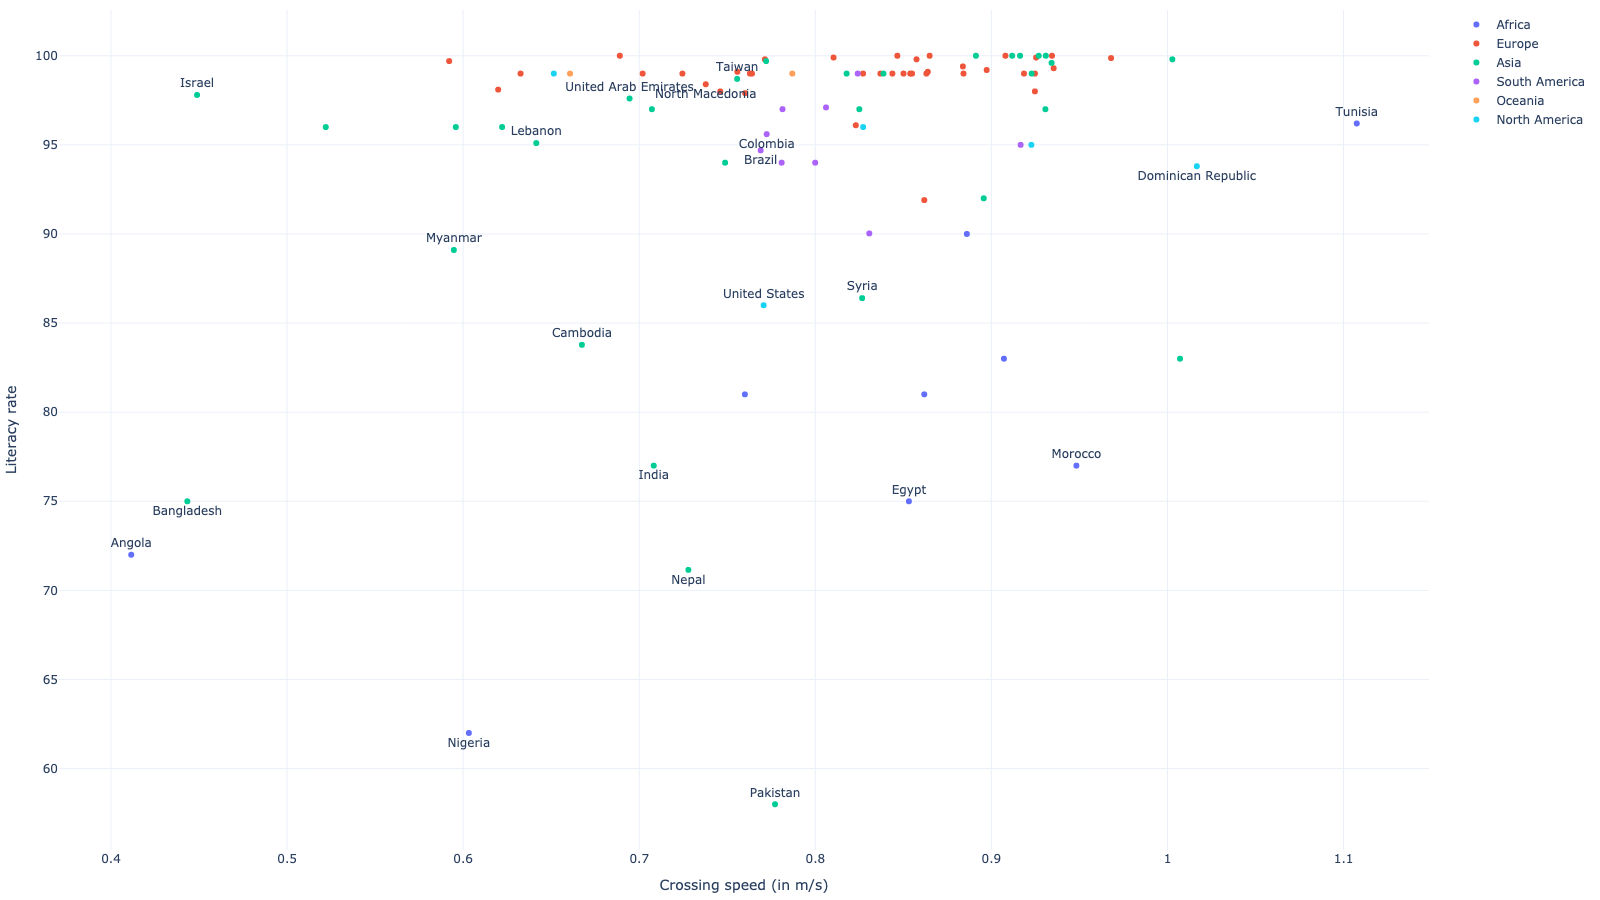 Africa
Europe
Asia
South America
Oceania
North America
100
95
90
85
80
75
70
65
60
Literacy rate
Israel
Taiwan
United Arab Emirates
North Macedonia
Lebanon
Colombia
Brazil
Tunisia
Dominican Republic
Myanmar
United States
Syria
Cambodia
India
Morocco
Egypt
Bangladesh
Angola
Nepal
Nigeria
Pakistan
0.4
0.5
0.6
0.7
0.8
0.9
1
1.1
Crossing speed (in m/s)